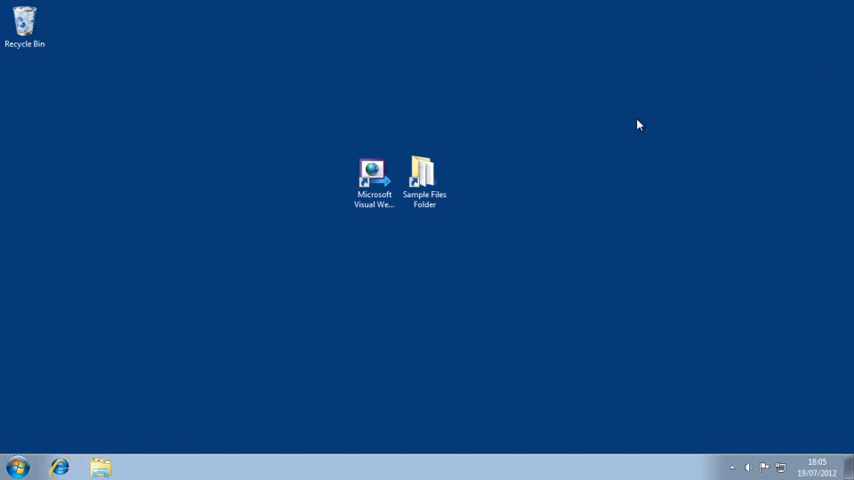 Recycle Bin
Microsoft
Visual We...
Sample Files
Folder
18:05
19/07/2012